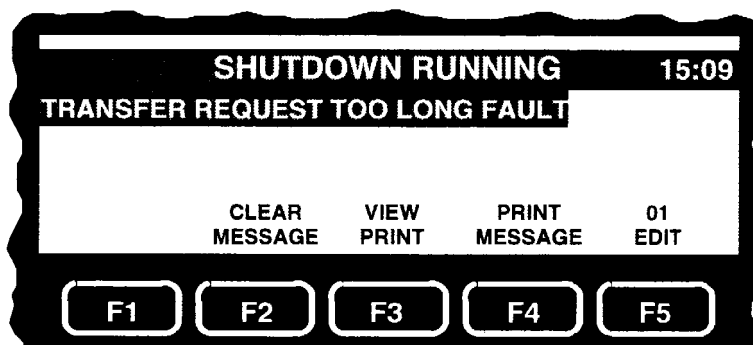 SHUTDOWN RUNNING 15:09
TRANSFER REQUEST TOO LONG FAULT
CLEAR VIEW PRINT 01
MESSAGE PRINT MESSAGE EDIT
F1 F2 F3 F4 F5